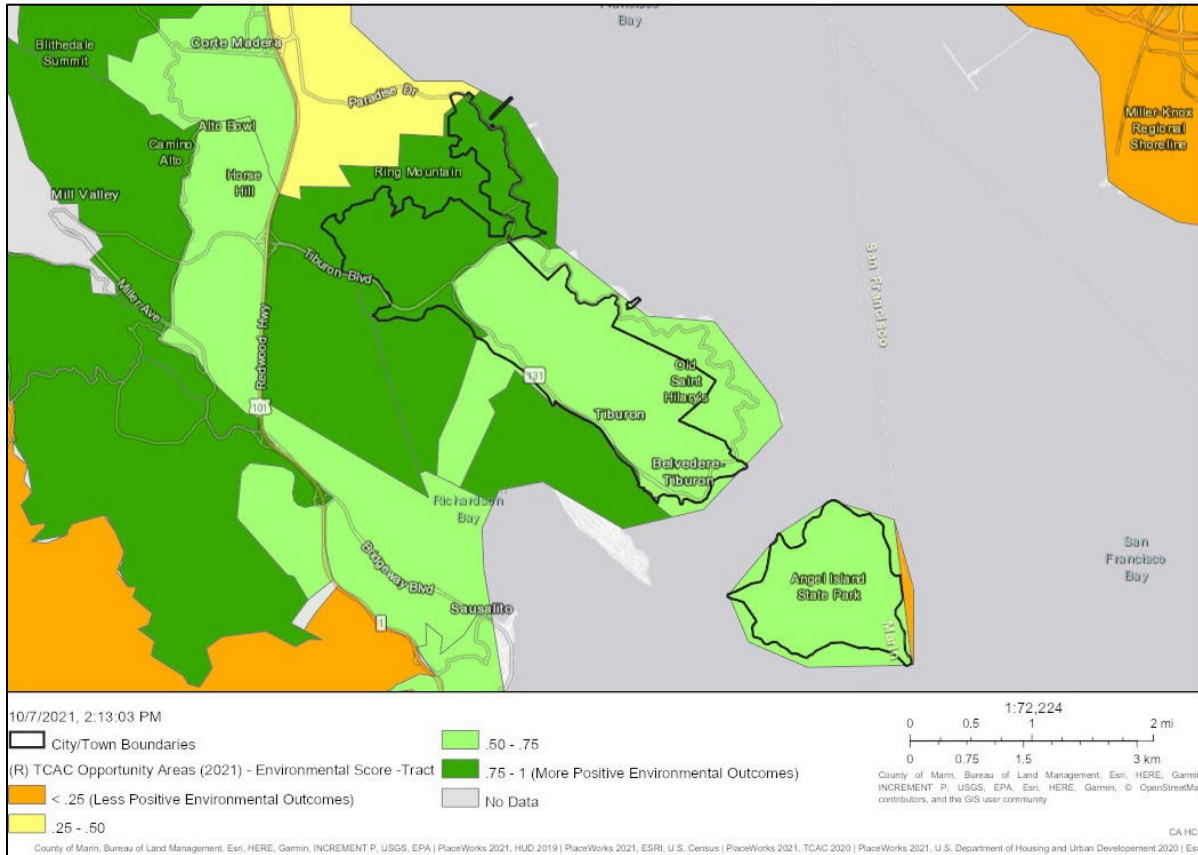 Francisco
Bay
Corte Madera
Blithedale
Summit
Paradise Dr
Miller-Knox
Regional
Shoreline
Alto Bowl
Camino
Alto
Horse
Hill
Ring Mountain
Mill Valley
Tiburon Blvd
Miller Ave
Redwood Hwy
San Francisco
101
131
Old
Saint
Hilary's
Tiburon
Belvedere-
Tiburon
Richardson
Bay
San
Francisco
Bay
Bridgeway Blvd
Sausalito
1
Angel Island
State Park
Marin
10/7/2021, 2:13:03 PM
City/Town Boundaries
(R) TCAC Opportunity Areas (2021) - Environmental Score -Tract
< .25 (Less Positive Environmental Outcomes)
.25 - .50
.50 - .75
.75 - 1 (More Positive Environmental Outcomes)
No Data
1:72,224
0 0.5 1 2 mi
0 0.75 1.5 3 km
County of Marin, Bureau of Land Management, Esri, HERE, Garmin,
INCREMENT P, USGS, EPA, Esri, HERE, Garmin, © OpenStreetMa
contributors, and the GIS user community
CA HC
County of Marin, Bureau of Land Management, Esri, HERE, Garmin, INCREMENT P, USGS, EPA | PlaceWorks 2021, HUD 2019 | PlaceWorks 2021, ESRI, U.S. Census | PlaceWorks 2021, TCAC 2020 | PlaceWorks 2021, U.S. Department of Housing and Urban Developement 2020 | Es